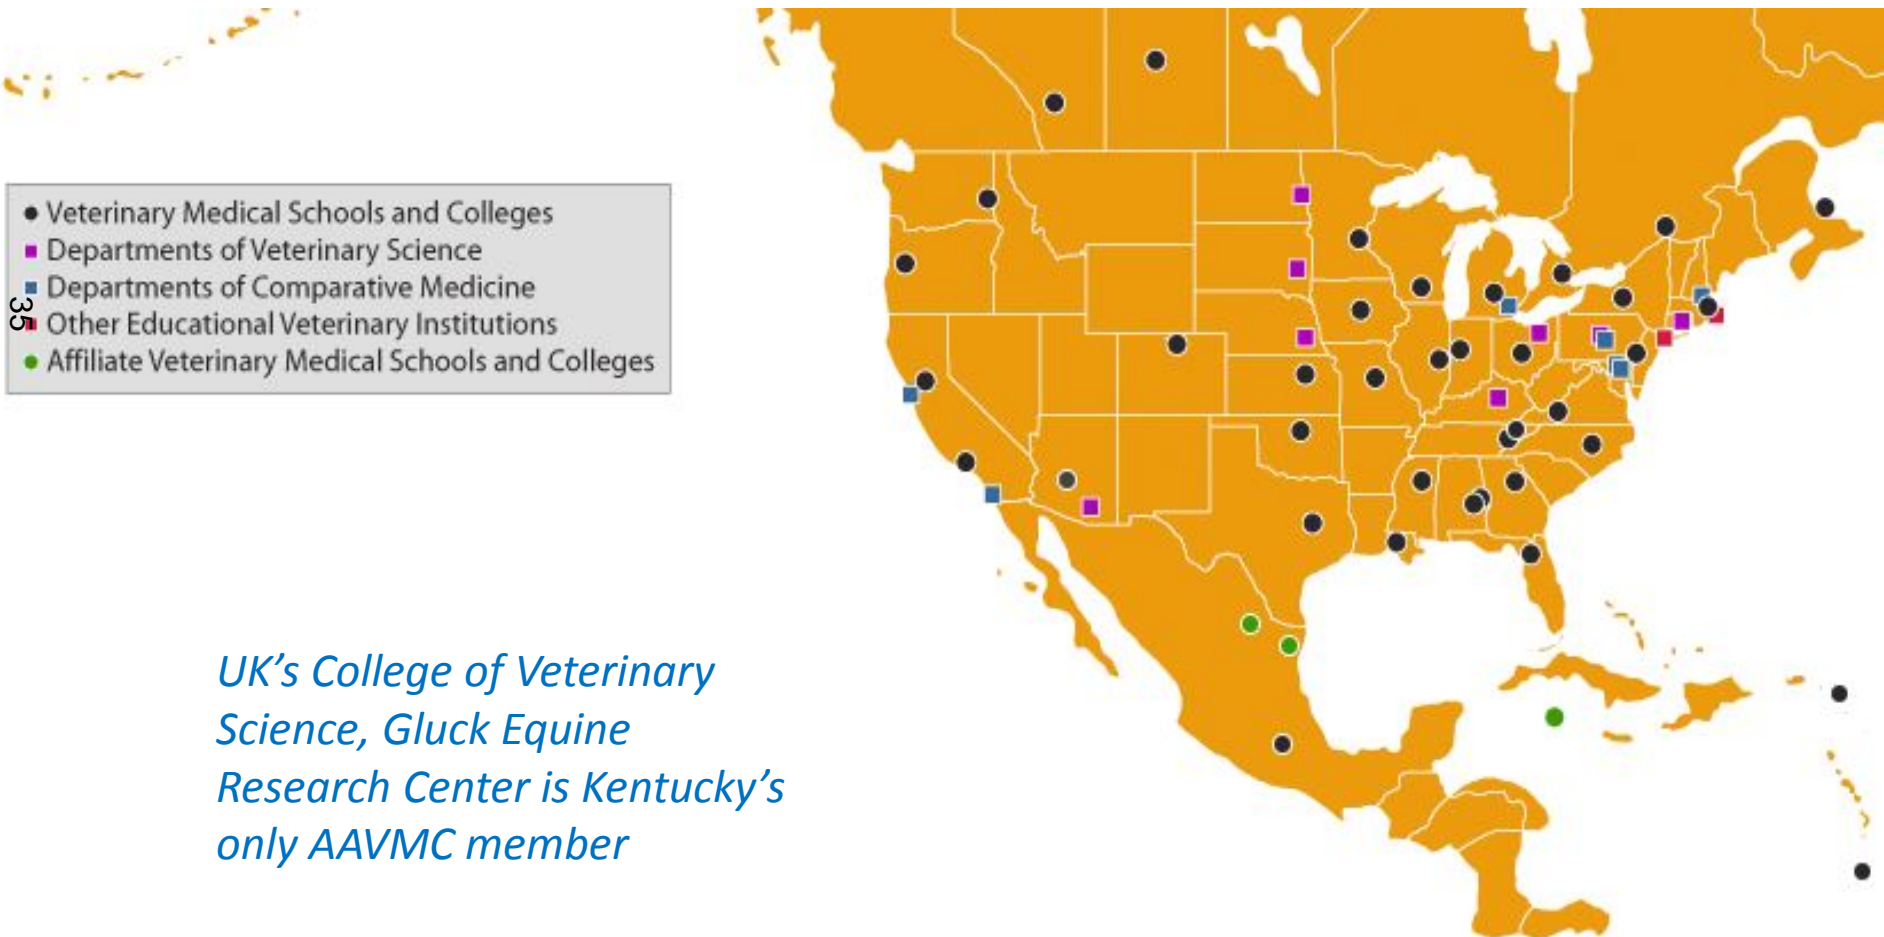 Veterinary Medical Schools and Colleges
Departments of Veterinary Science
Departments of Comparative Medicine
Other Educational Veterinary Institutions
Affiliate Veterinary Medical Schools and Colleges
35
UK’s College of Veterinary
Science, Gluck Equine
Research Center is Kentucky’s
only AAVMC member